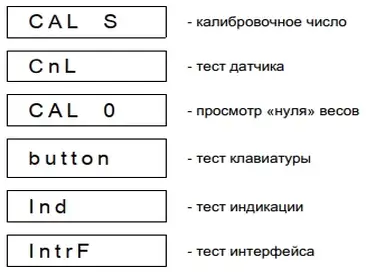 CAL S - калибровочное число
CnL - тест датчика
CAL 0 - просмотр «нуля» весов
button - тест клавиатуры
Ind - тест индикации
IntrF - тест интерфейса